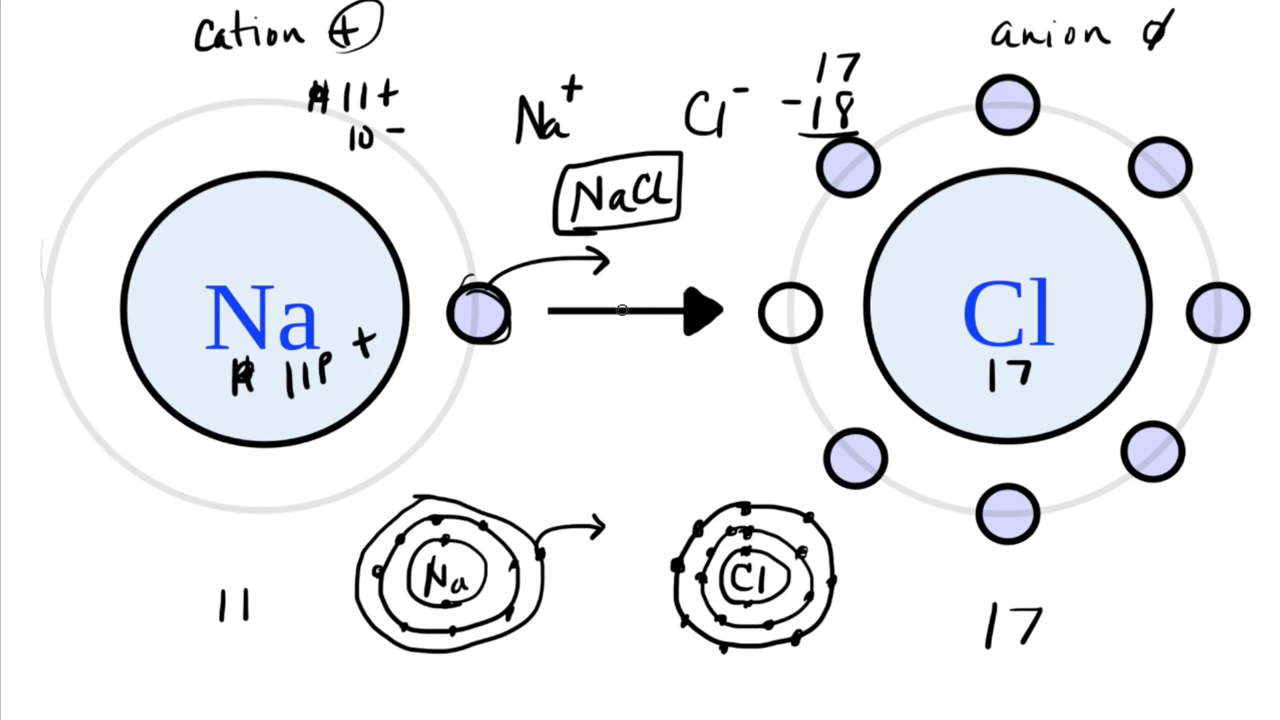 cation +
anion ø
11+
10 -
Na+
Cl-
17
-18
NaCl
Na
11p +
Cl
17
Na
Cl
11
17